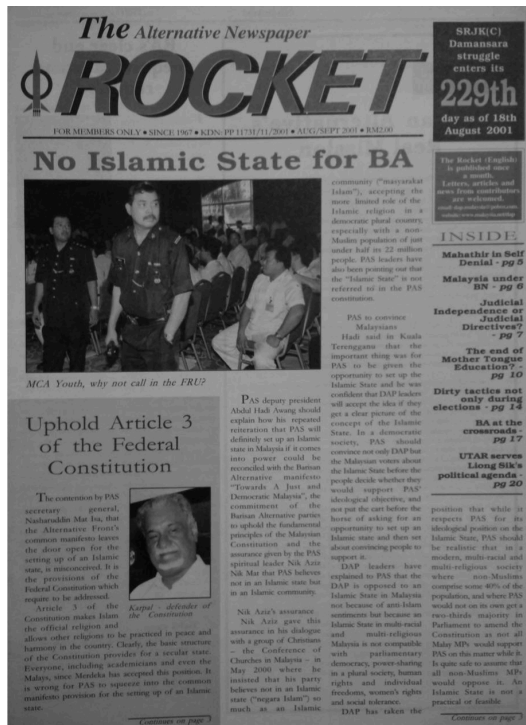 The Alternative Newspaper
ROCKET
FOR MEMBERS ONLY • SINCE 1967 • KDN: PP 11731/11/2001 • AUG/SEPT 2001 • RM2.00
SRJK(C)
Damansara
struggle
enters its
229th
day as of 18th
August 2001
No Islamic State for BA
The Rocket (English)
is published once
a month.
Letters, articles and
news from contributors
are welcomed.
MCA Youth, why not call in the FRU?
Uphold Article 3
of the Federal
Constitution
The contention by PAS
secretary general,
Nasharuddin Mat Isa, that
the Alternative Front's
common manifesto leaves
the door open for the
setting up of an Islamic
state, is misconceived. It is
the provisions of the
Federal Constitution which
require to be addressed.
Article 3 of the
Constitution makes Islam
the official religion and
allows other religions to be practiced in peace and
harmony in the country. Clearly, the basic structure
of the Constitution provides for a secular state.
Everyone, including academicians and even the
Malays, since Merdeka has accepted this position. It
is wrong for PAS to squeeze into the common
manifesto provision for the setting up of an Islamic
state.
Continues on page 3
Karpal - defender of
the Constitution
PAS deputy president
Abdul Hadi Awang should
explain how his repeated
reiteration that PAS will
definitely set up an Islamic
state in Malaysia if it comes
into power could be
reconciled with the Barisan
Alternative manifesto
"Towards A Just and
Democratic Malaysia", the
commitment of the
Barisan Alternative parties
to uphold the fundamental
principles of the Malaysian
Constitution and the
assurance given by the PAS
spiritual leader Nik Aziz
Nik Mat that PAS believes
not in an Islamic state but
in an Islamic community.
Nik Aziz's assurance
Nik Aziz gave this
assurance in his dialogue
with a group of Christians
– the Conference of
Churches in Malaysia – in
May 2000 where he
insisted that his party
believes not in an Islamic
state ("negara Islam") so
much as an Islamic
community ("masyarakat
Islam"), accepting the
more limited role of the
Islamic religion in a
democratic plural country,
especially with a non-
Muslim population of just
under half its 22 million
people. PAS leaders have
also been pointing out that
the "Islamic State" is not
referred to in the PAS
constitution.
PAS to convince
Malaysians
Hadi said in Kuala
Terengganu that the
important thing was for
PAS to be given the
opportunity to set up the
Islamic State and he was
confident that DAP leaders
will accept the idea if they
get a clear picture of the
concept of the Islamic
State. In a democratic
society, PAS should
convince not only DAP but
the Malaysian voters about
the Islamic State before the
people decide whether they
would support PAS'
ideological objective, and
not put the cart before the
horse of asking for an
opportunity to set up an
Islamic state and then set
about convincing people to
support it.
DAP leaders have
explained to PAS that the
DAP is opposed to an
Islamic State in Malaysia
not because of anti-Islam
sentiments but because an
Islamic State in multi-racial
and multi-religious
Malaysia is not compatible
with parliamentary
democracy, power-sharing
in a plural society, human
rights and individual
freedoms, women's rights
and social tolerance.
DAP has taken the
INSIDE
Mahathir in Self
Denial - pg 5
Malaysia under
BN - pg 6
Judicial
Independence or
Judicial
Directives?
- pg 7
The end of
Mother Tongue
Education? -
pg 10
Dirty tactics not
only during
elections - pg 14
BA at the
crossroads -
pg 17
UTAR serves
Liong Sik's
political agenda -
pg 20
position that while it
respects PAS for its
ideological position on the
Islamic State, PAS should
be realistic that in a
modern, multi-racial and
multi-religious society
where non-Muslims
comprise some 40% of the
population, and where PAS
would not on its own get a
two-thirds majority in
Parliament to amend the
Constitution as not all
Malay MPs would support
PAS on this matter while it
is quite safe to assume that
all non-Muslims MPs
would oppose it. An
Islamic State is not a
practical or feasible